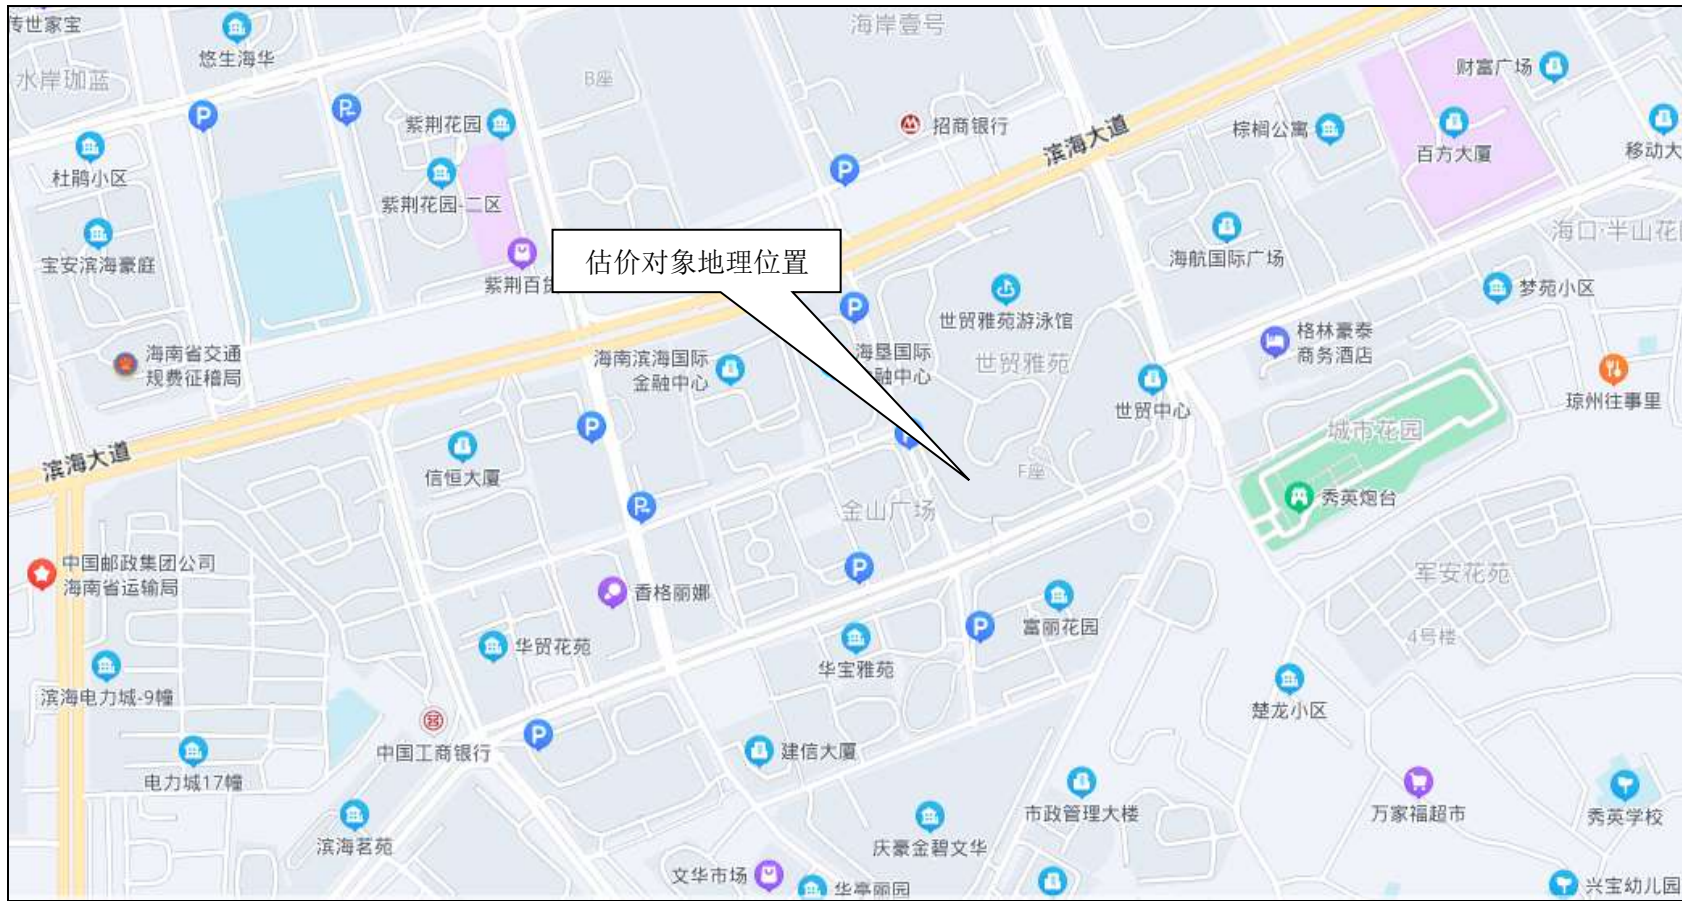 传世家宝
悠生海华
水岸珈蓝
B座
海岸壹号
财富广场
紫荆花园
招商银行
滨海大道
棕榈公寓
百方大厦
移动大
杜鹃小区
紫荆花园-二区
宝安滨海豪庭
紫荆百货
估价对象地理位置
海航国际广场
海口·半山花园
梦苑小区
世贸雅苑游泳馆
世贸雅苑
格林豪泰
商务酒店
海南省交通
规费征稽局
海南滨海国际
金融中心
海垦国际
融中心
世贸中心
琼州往事里
城市花园
滨海大道
信恒大厦
F座
金山广场
秀英炮台
中国邮政集团公司
海南省运输局
军安花苑
香格丽娜
富丽花园
4号楼
华贸花苑
华宝雅苑
滨海电力城-9幢
楚龙小区
中国工商银行
建信大厦
电力城17幢
市政管理大楼
万家福超市
秀英学校
滨海茗苑
庆豪金碧文华
文华市场
华亭丽园
兴宝幼儿园